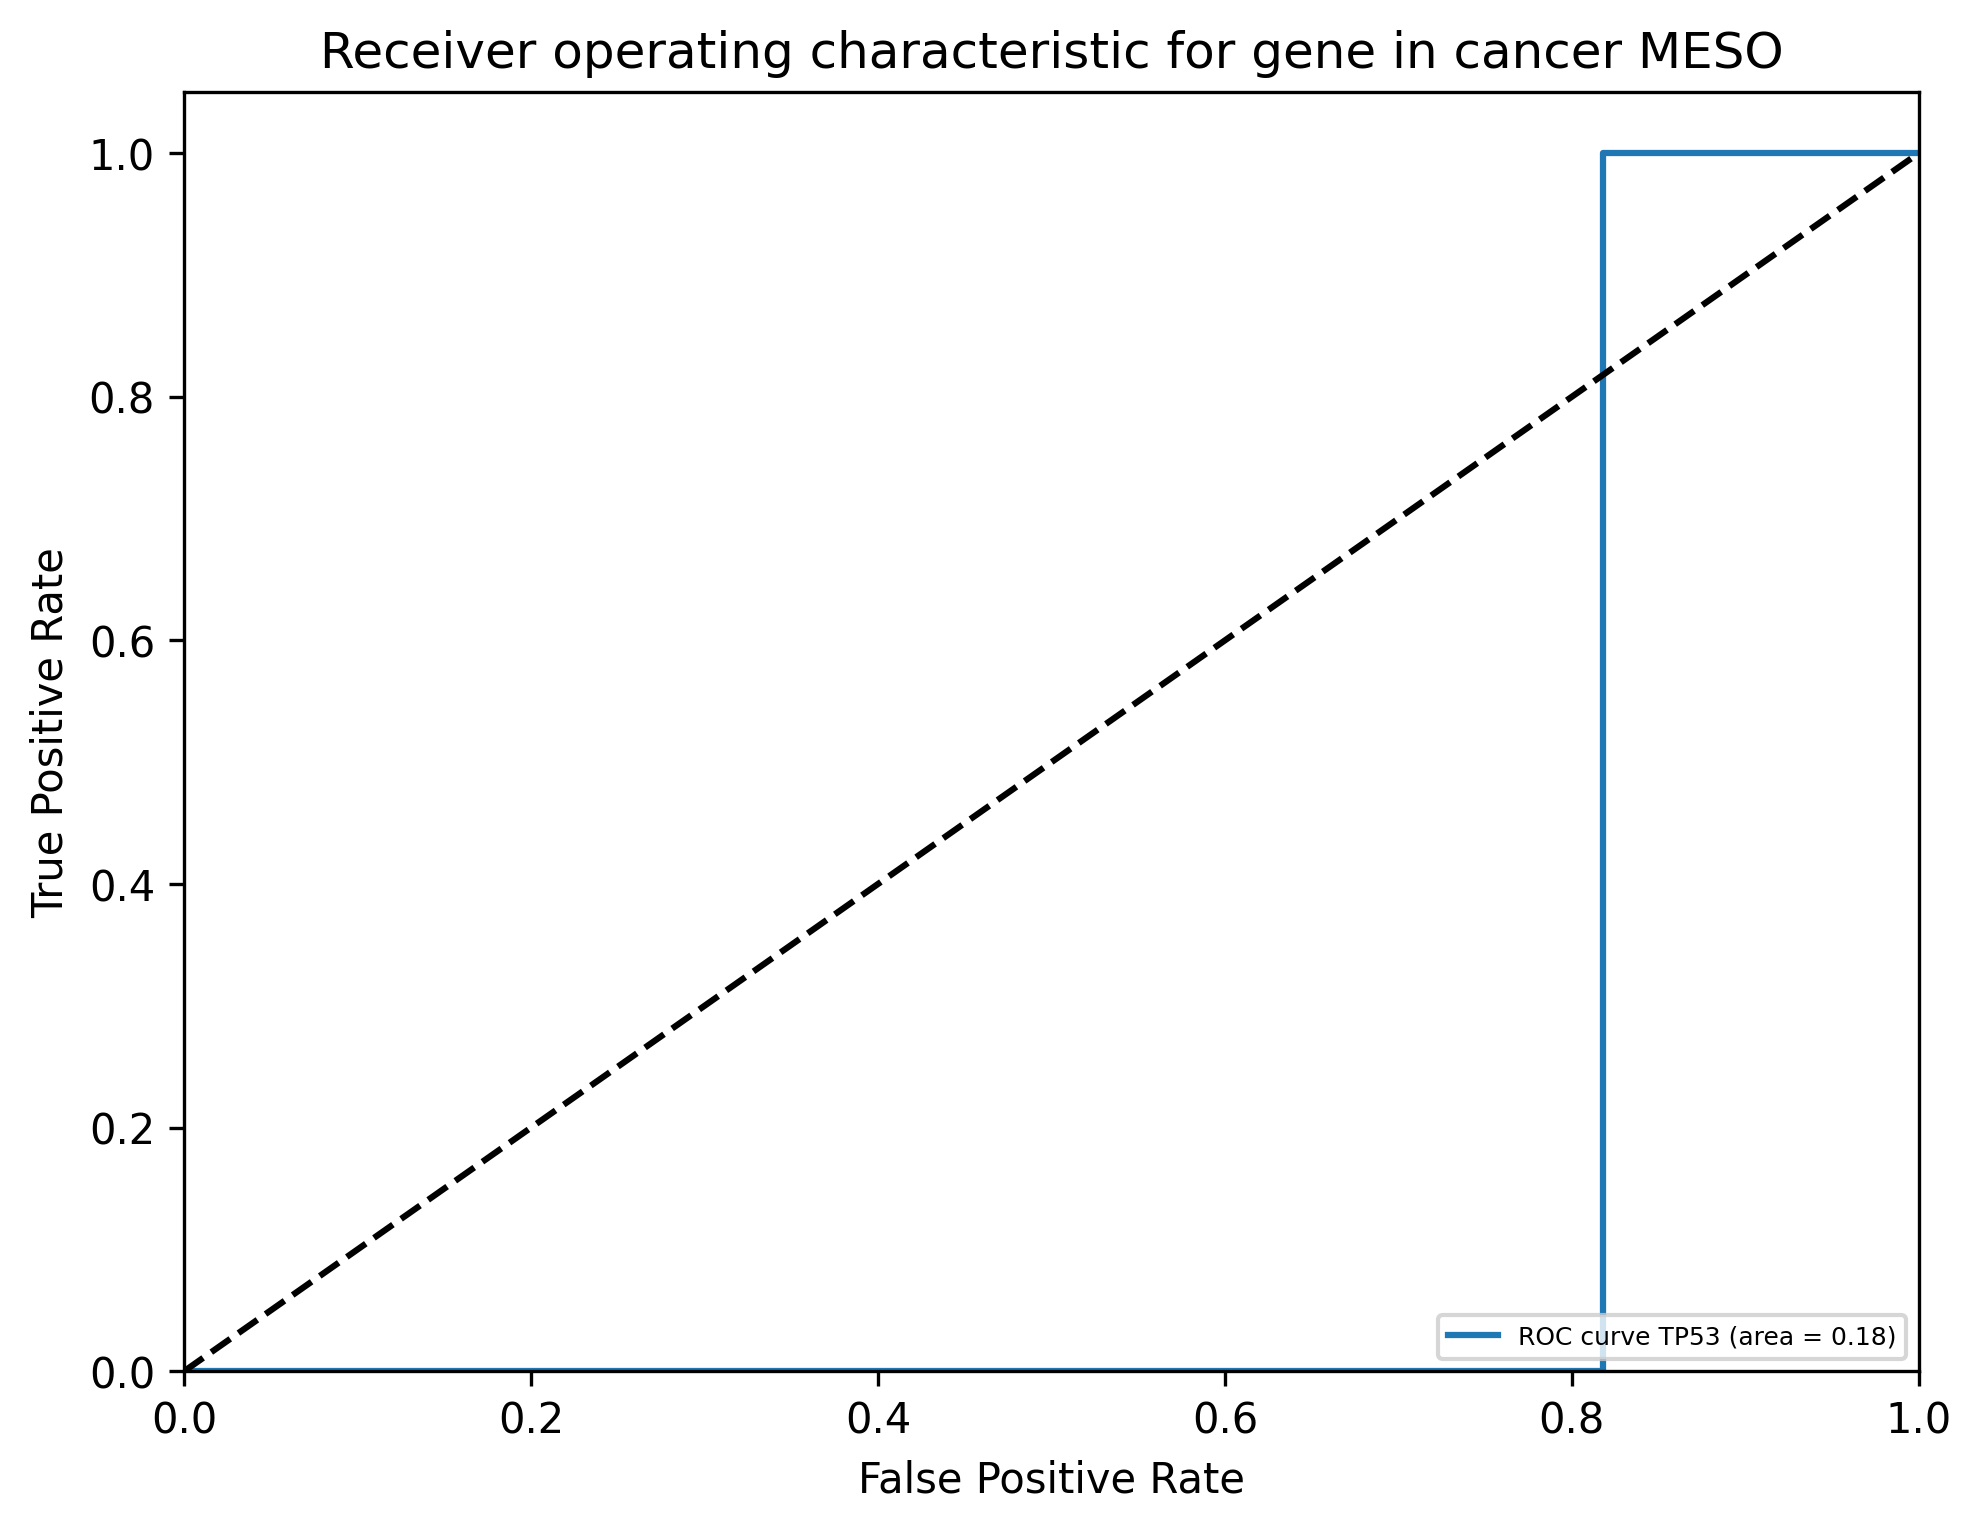 Receiver operating characteristic for gene in cancer MESO
True Positive Rate
1.0
0.8
0.6
0.4
0.2
0.0
0.0 0.2 0.4 0.6 0.8 1.0
False Positive Rate
ROC curve TP53 (area = 0.18)